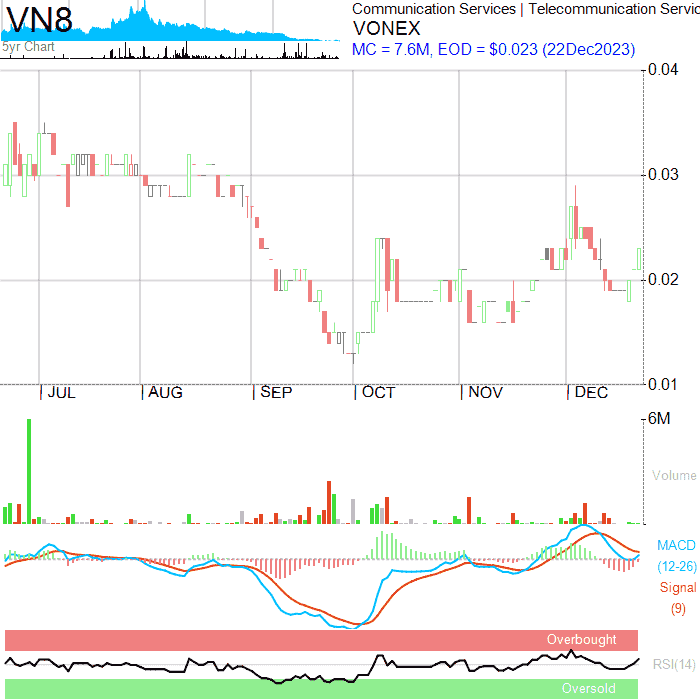 VN8
5yr Chart
Communication Services | Telecommunication Servic
VONEX
MC = 7.6M, EOD = $0.023 (22Dec2023)
0.04
0.03
0.02
0.01
JUL AUG SEP OCT NOV DEC
6M
Volume
MACD
(12-26)
Signal
(9)
Overbought
RSI(14)
Oversold